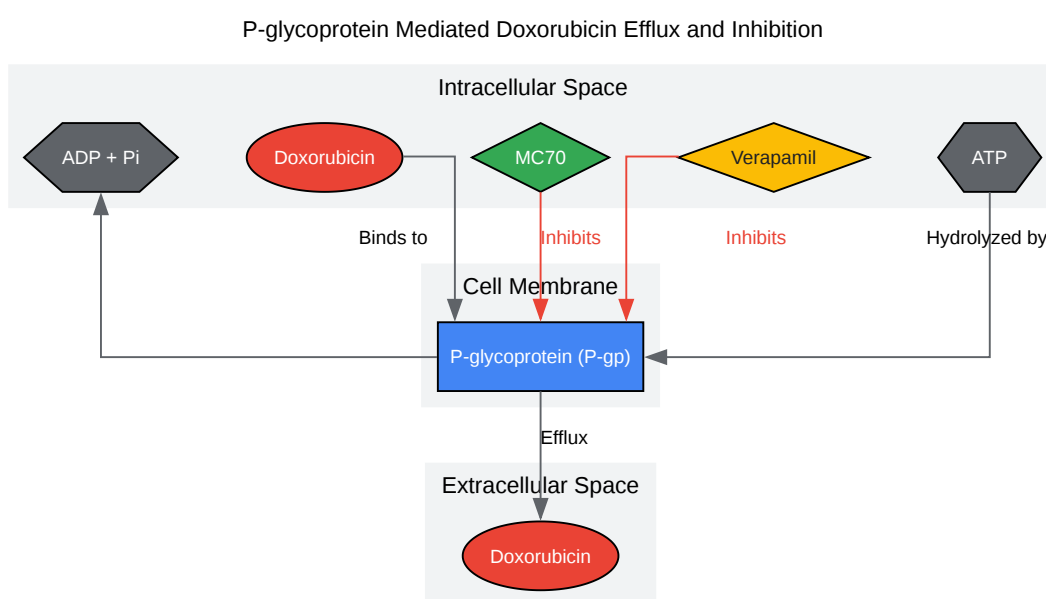 P-glycoprotein Mediated Doxorubicin Efflux and Inhibition
Intracellular Space
ADP + Pi
Doxorubicin
MC70
Verapamil
ATP
Binds to
Inhibits
Inhibits
Hydrolyzed by
Cell Membrane
P-glycoprotein (P-gp)
Efflux
Extracellular Space
Doxorubicin